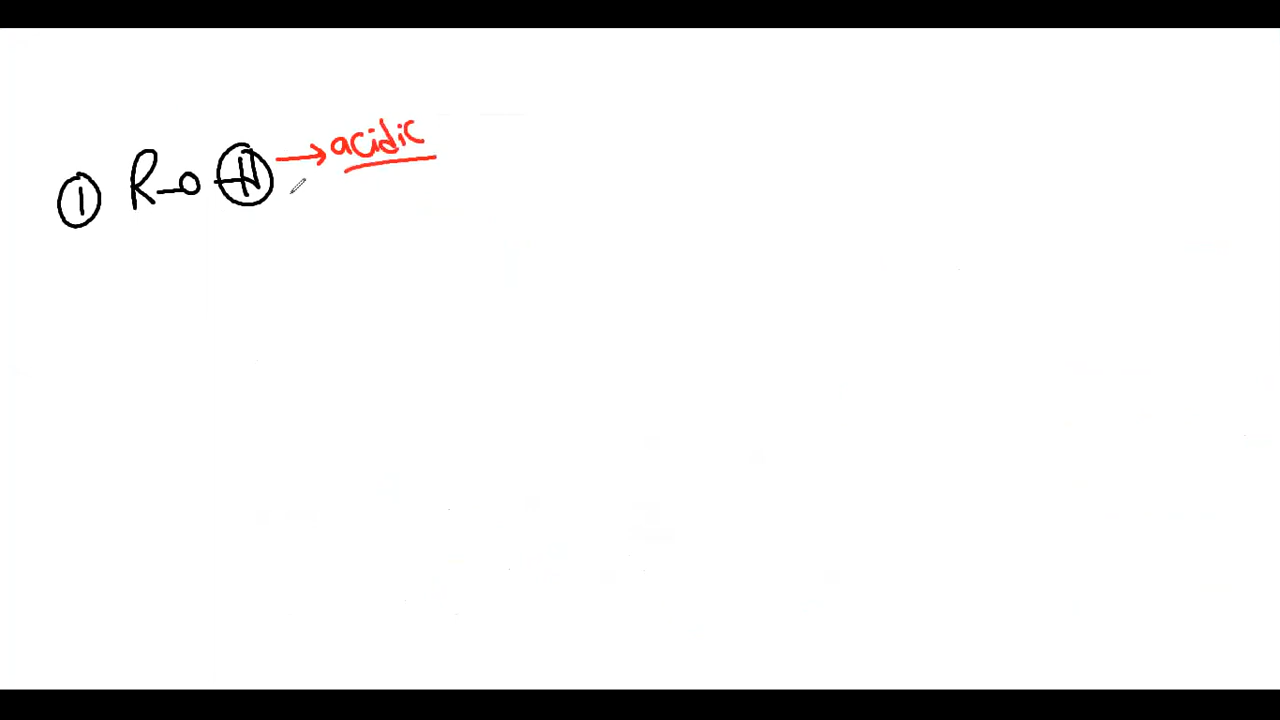 ① R-O-H → acidic